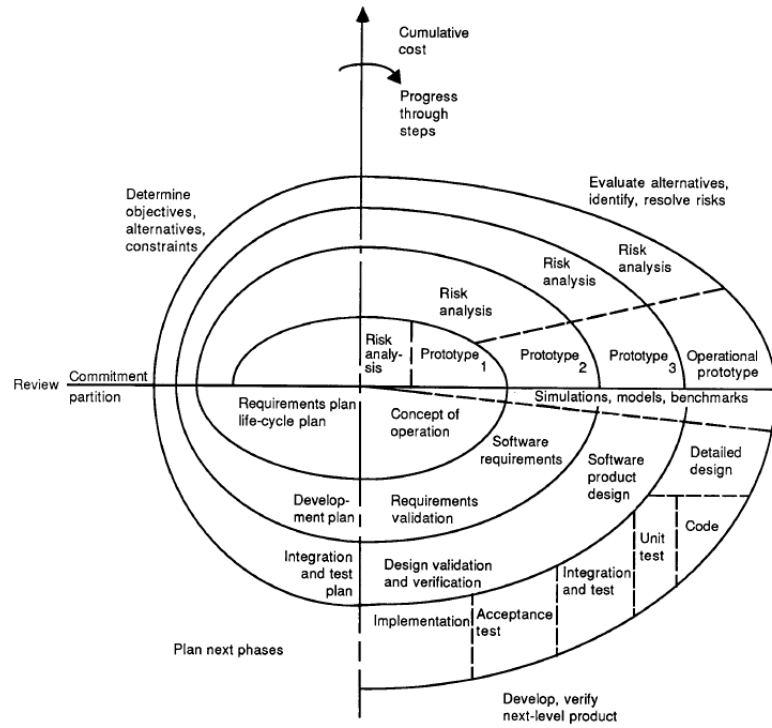 Cumulative
cost
Progress
through
steps
Determine
objectives,
alternatives,
constraints
Evaluate alternatives,
identify, resolve risks
Risk
analysis
Risk
analysis
Risk
analysis
Risk
analy-
sis
Prototype
1
Prototype
2
Prototype
3
Operational
prototype
Review
Commitment
partition
Simulations, models, benchmarks
Requirements plan
life-cycle plan
Concept of
operation
Software
requirements
Software
product
design
Detailed
design
Develop-
ment plan
Requirements
validation
Code
Unit
test
Integration
and test
plan
Design validation
and verification
Integration
and test
Acceptance
test
Implementation
Plan next phases
Develop, verify
next-level product